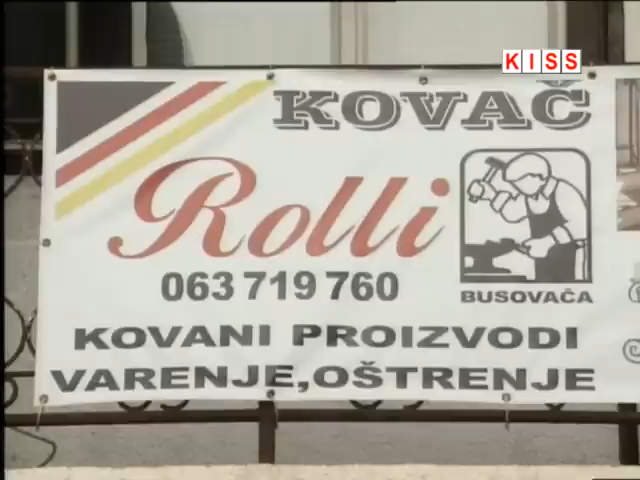 KISS
KOVAČ
Rolli
063 719 760
BUSOVAČA
KOVANI PROIZVODI
VARENJE,OŠTRENJE